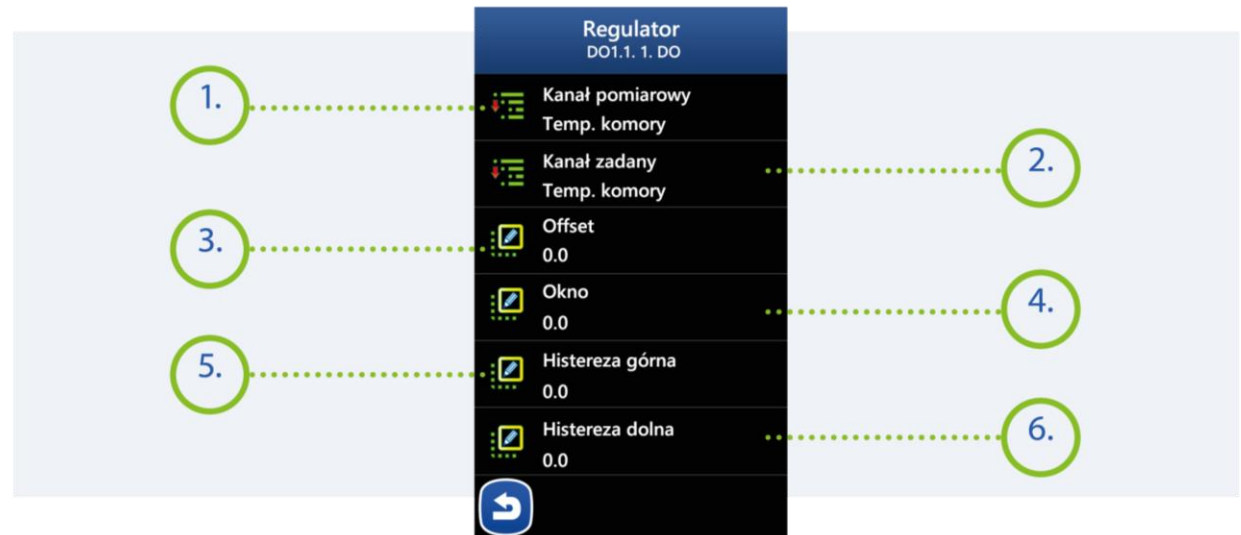 Regulator
DO1.1. 1. DO
1.
Kanał pomiarowy
Temp. komory
2.
Kanał zadany
Temp. komory
3.
Offset
0.0
4.
Okno
0.0
5.
Histereza górna
0.0
6.
Histereza dolna
0.0